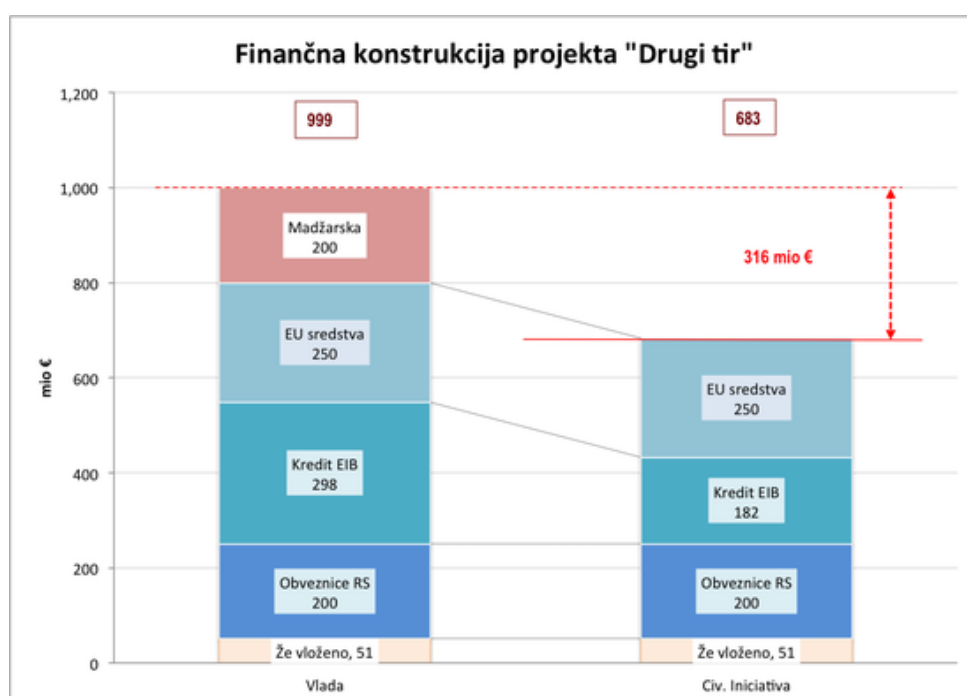 Finančna konstrukcija projekta "Drugi tir"
1,200
999
683
1,000
Madžarska
200
316 mio €
800
EU sredstva
250
EU sredstva
250
mio €
600
Kredit EIB
298
400
Kredit EIB
182
200
Obveznice RS
200
Obveznice RS
200
Že vloženo, 51
Že vloženo, 51
0
Vlada
Civ. Iniciativa